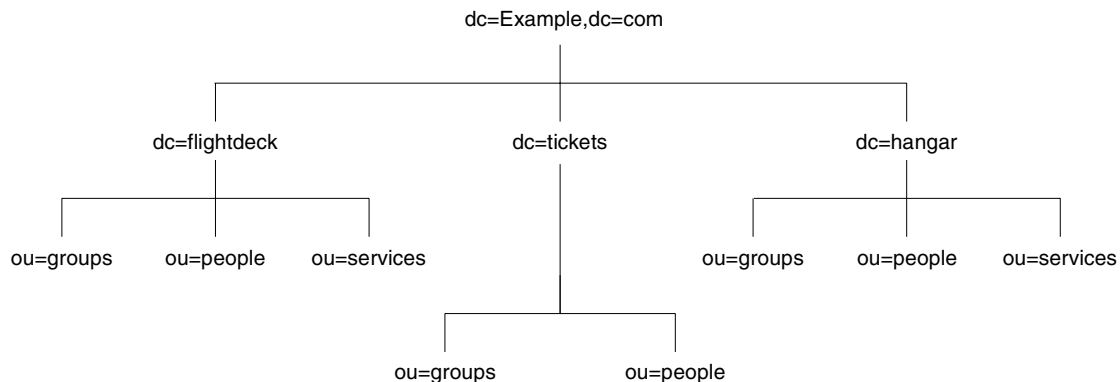 dc=Example,dc=com
dc=flightdeck
dc=tickets
dc=hangar
ou=groups
ou=people
ou=services
ou=groups
ou=people
ou=services
ou=groups
ou=people